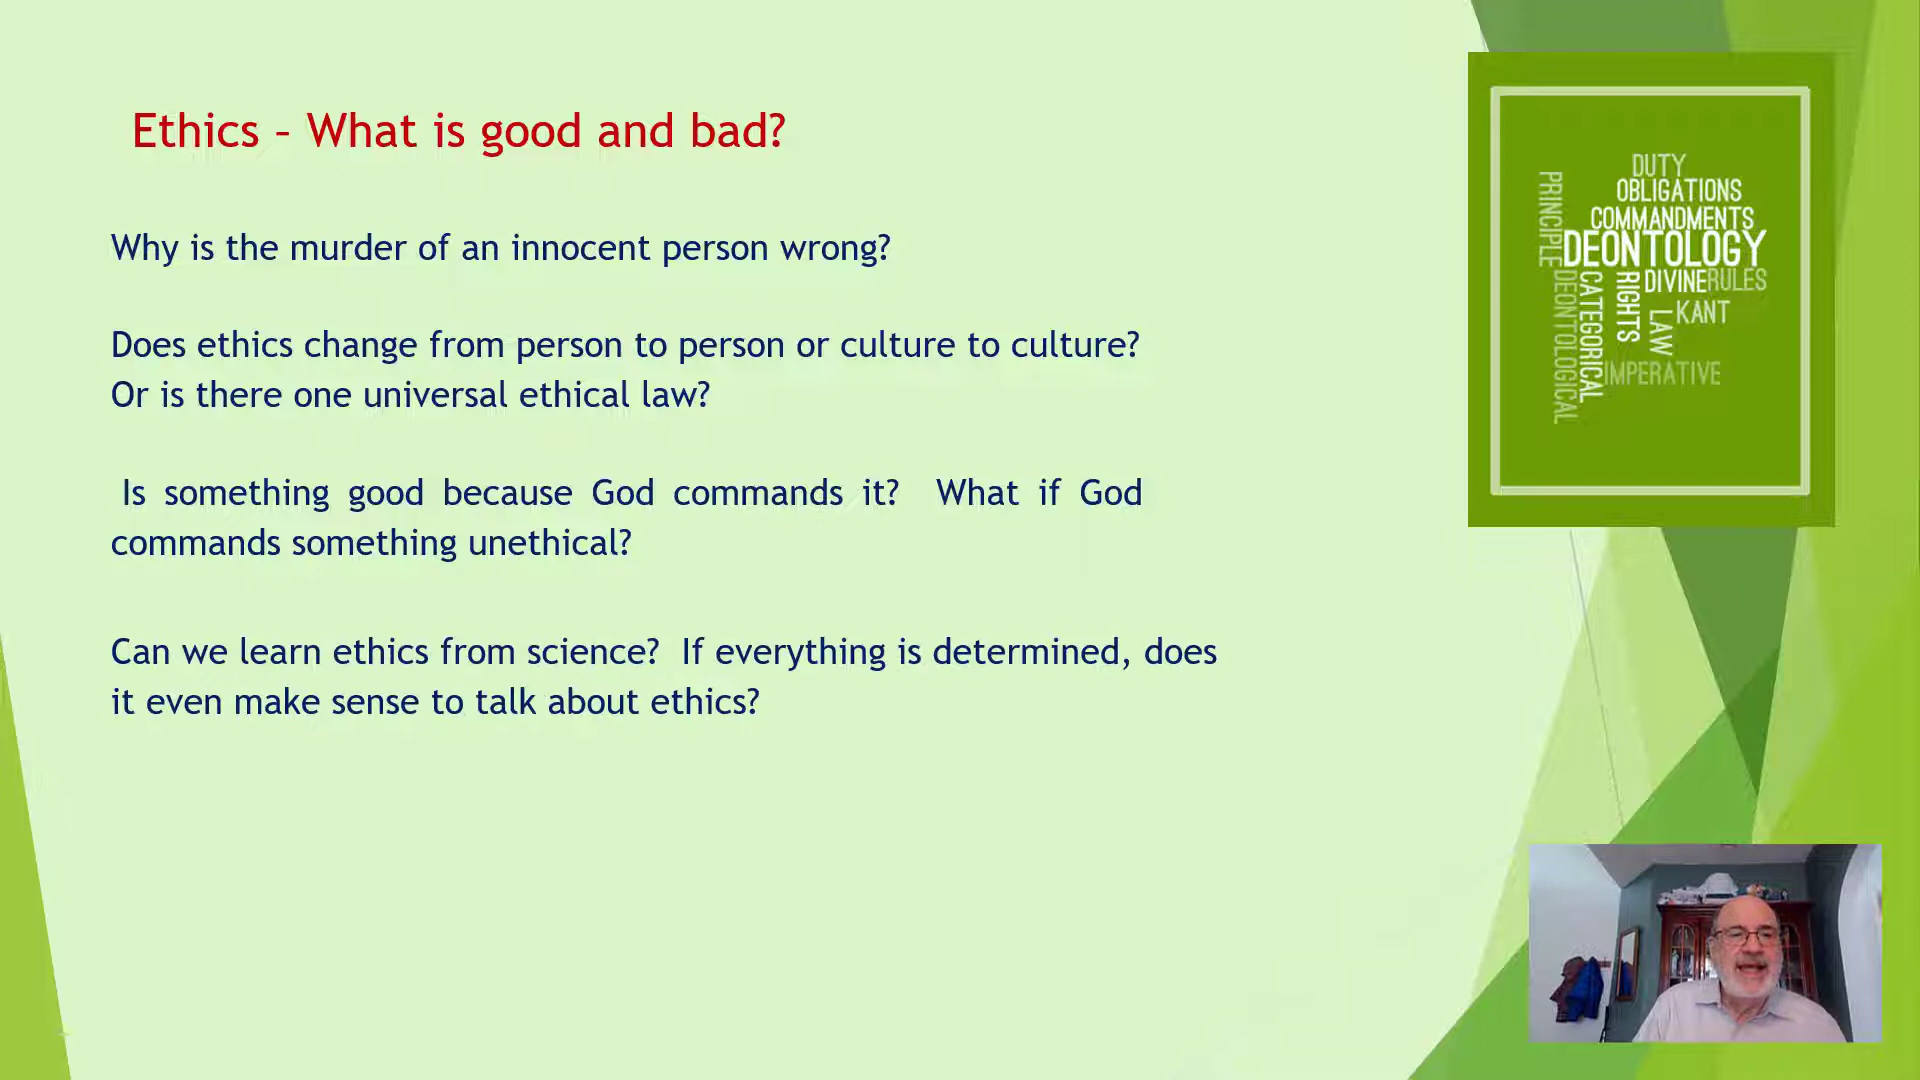 Ethics – What is good and bad?
Why is the murder of an innocent person wrong?
Does ethics change from person to person or culture to culture?
Or is there one universal ethical law?
Is something good because God commands it? What if God
commands something unethical?
Can we learn ethics from science? If everything is determined, does
it even make sense to talk about ethics?
DUTY
OBLIGATIONS
COMMANDMENTS
PRINCIPLE
DEONTOLOGY
DEONTOLOGICAL
CATEGORICAL
RIGHTS
DIVINE
RULES
LAW
KANT
IMPERATIVE